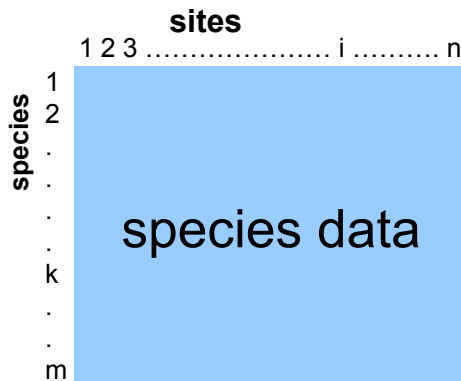 sites
1 2 3 ..................... i .......... n
species
1
2
.
.
.
.
k
.
.
m
species data